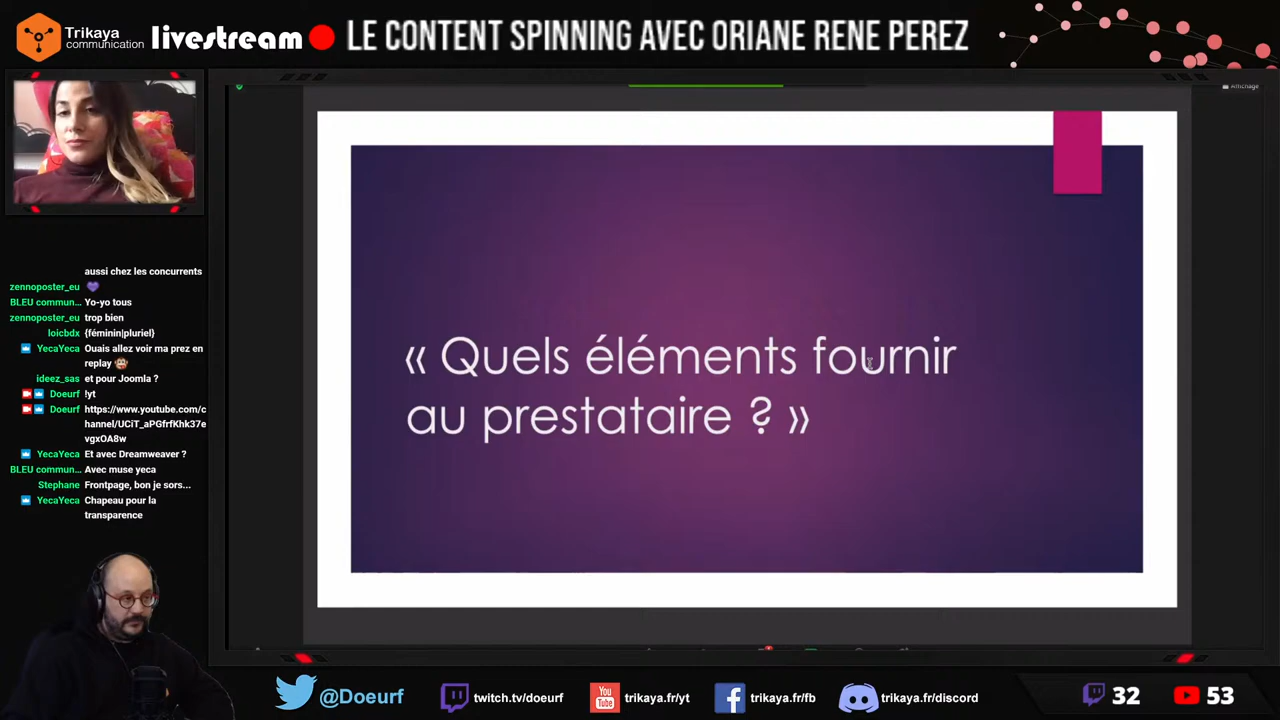 Trikaya
communication
livestream
LE CONTENT SPINNING AVEC ORIANE RENE PEREZ
Affichage
« Quels éléments fournir
au prestataire ? »
aussi chez les concurrents
zennoposter_eu 💜
BLEU commun... Yo-yo tous
zennoposter_eu trop bien
loicbdx {féminin|pluriel}
YecaYeca Ouais allez voir ma prez en
replay 🙊
ideez_sas et pour Joomla ?
Doeurf !yt
Doeurf https://www.youtube.com/c
hannel/UCiT_aPGfrfKhk37e
vgxOA8w
YecaYeca Et avec Dreamweaver ?
BLEU commun... Avec muse yeca
Stephane Frontpage, bon je sors...
YecaYeca Chapeau pour la
transparence
@Doeurf
twitch.tv/doeurf
You
Tube
trikaya.fr/yt
trikaya.fr/fb
trikaya.fr/discord
32
53